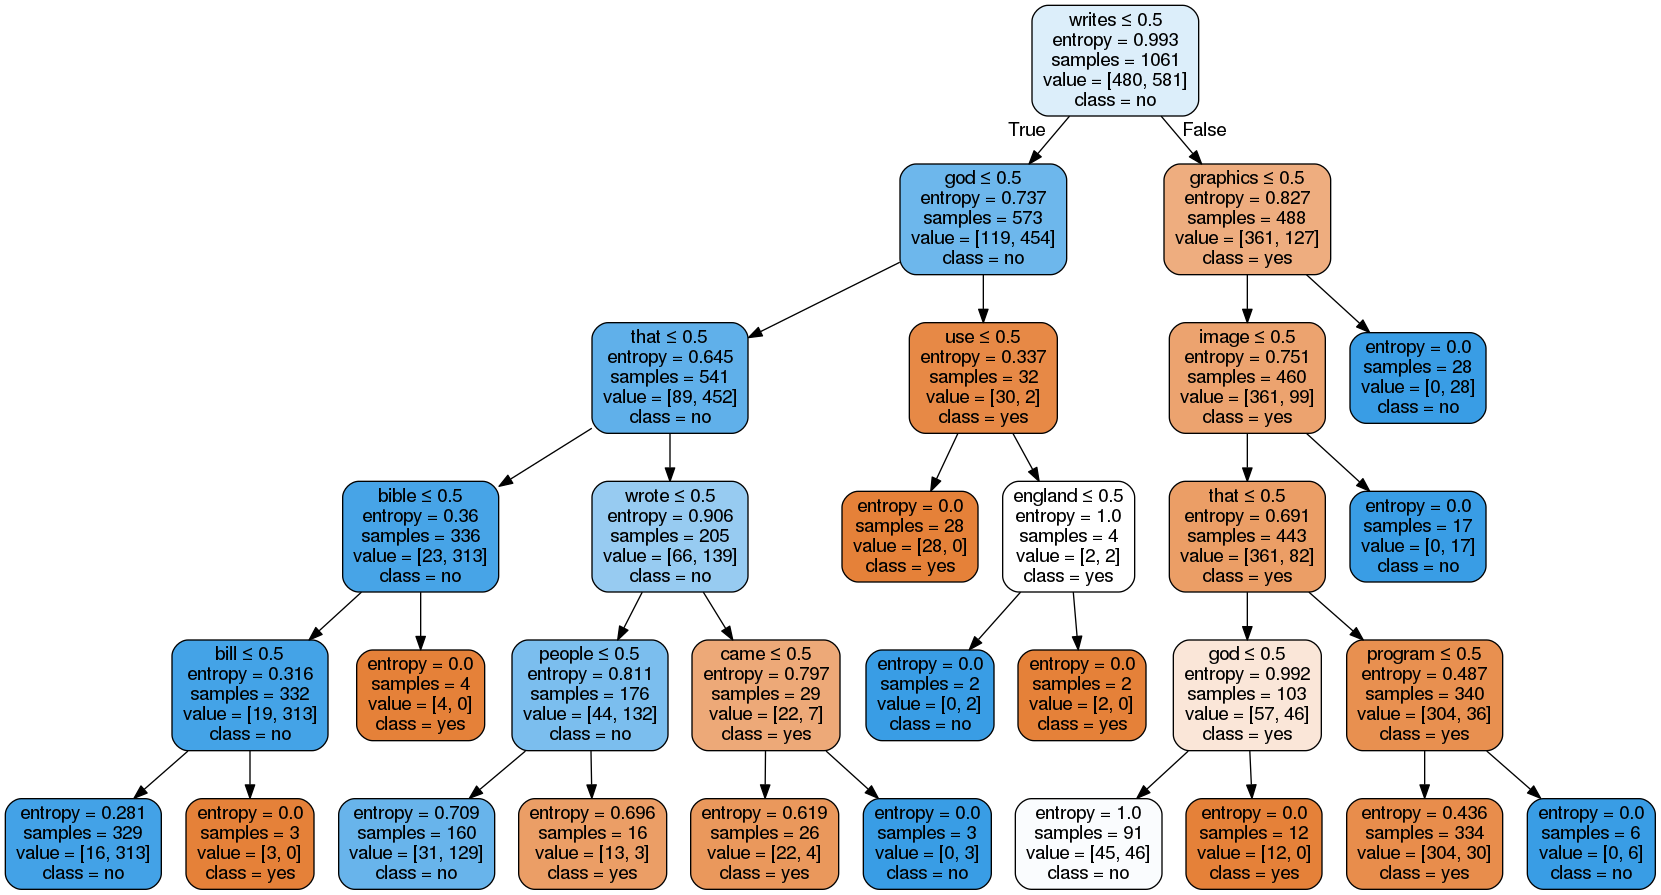 writes ≤ 0.5
entropy = 0.993
samples = 1061
value = [480, 581]
class = no
True
False
god ≤ 0.5
entropy = 0.737
samples = 573
value = [119, 454]
class = no
graphics ≤ 0.5
entropy = 0.827
samples = 488
value = [361, 127]
class = yes
that ≤ 0.5
entropy = 0.645
samples = 541
value = [89, 452]
class = no
use ≤ 0.5
entropy = 0.337
samples = 32
value = [30, 2]
class = yes
image ≤ 0.5
entropy = 0.751
samples = 460
value = [361, 99]
class = yes
entropy = 0.0
samples = 28
value = [0, 28]
class = no
bible ≤ 0.5
entropy = 0.36
samples = 336
value = [23, 313]
class = no
wrote ≤ 0.5
entropy = 0.906
samples = 205
value = [66, 139]
class = no
entropy = 0.0
samples = 28
value = [28, 0]
class = yes
england ≤ 0.5
entropy = 1.0
samples = 4
value = [2, 2]
class = yes
that ≤ 0.5
entropy = 0.691
samples = 443
value = [361, 82]
class = yes
entropy = 0.0
samples = 17
value = [0, 17]
class = no
bill ≤ 0.5
entropy = 0.316
samples = 332
value = [19, 313]
class = no
entropy = 0.0
samples = 4
value = [4, 0]
class = yes
people ≤ 0.5
entropy = 0.811
samples = 176
value = [44, 132]
class = no
came ≤ 0.5
entropy = 0.797
samples = 29
value = [22, 7]
class = yes
entropy = 0.0
samples = 2
value = [0, 2]
class = no
entropy = 0.0
samples = 2
value = [2, 0]
class = yes
god ≤ 0.5
entropy = 0.992
samples = 103
value = [57, 46]
class = yes
program ≤ 0.5
entropy = 0.487
samples = 340
value = [304, 36]
class = yes
entropy = 0.281
samples = 329
value = [16, 313]
class = no
entropy = 0.0
samples = 3
value = [3, 0]
class = yes
entropy = 0.709
samples = 160
value = [31, 129]
class = no
entropy = 0.696
samples = 16
value = [13, 3]
class = yes
entropy = 0.619
samples = 26
value = [22, 4]
class = yes
entropy = 0.0
samples = 3
value = [0, 3]
class = no
entropy = 1.0
samples = 91
value = [45, 46]
class = no
entropy = 0.0
samples = 12
value = [12, 0]
class = yes
entropy = 0.436
samples = 334
value = [304, 30]
class = yes
entropy = 0.0
samples = 6
value = [0, 6]
class = no